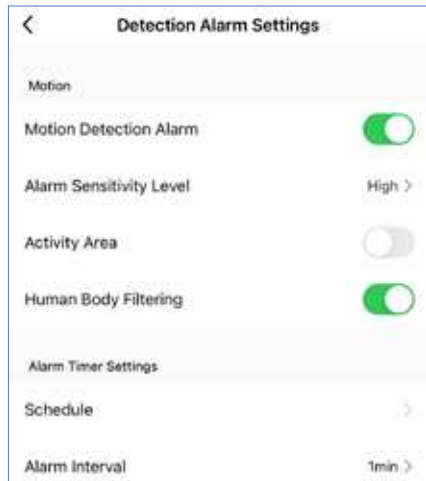 Detection Alarm Settings
Motion
Motion Detection Alarm
Alarm Sensitivity Level High
Activity Area
Human Body Filtering
Alarm Timer Settings
Schedule
Alarm Interval 1min